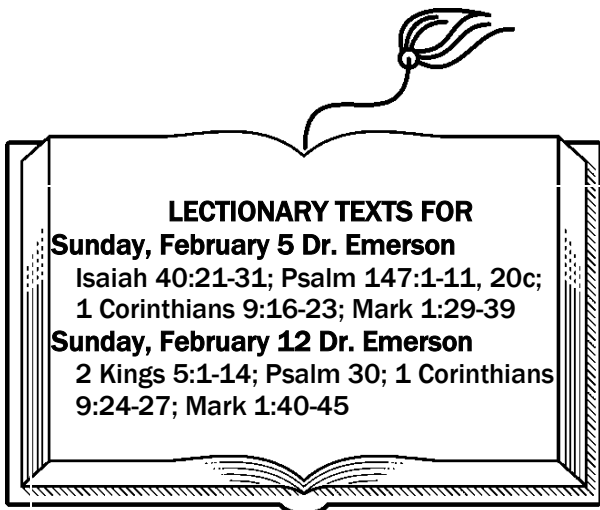 LECTIONARY TEXTS FOR
Sunday, February 5 Dr. Emerson
Isaiah 40:21-31; Psalm 147:1-11, 20c;
1 Corinthians 9:16-23; Mark 1:29-39
Sunday, February 12 Dr. Emerson
2 Kings 5:1-14; Psalm 30; 1 Corinthians
9:24-27; Mark 1:40-45